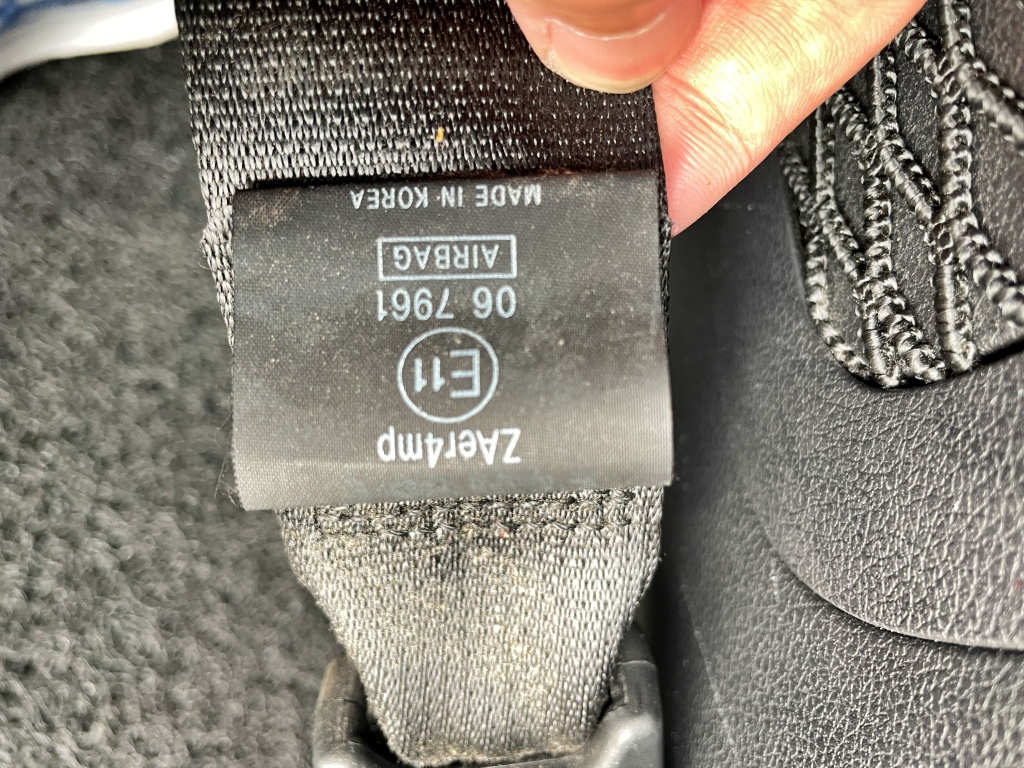 ZAer4mp
E11
06 7961
AIRBAG
MADE IN KOREA